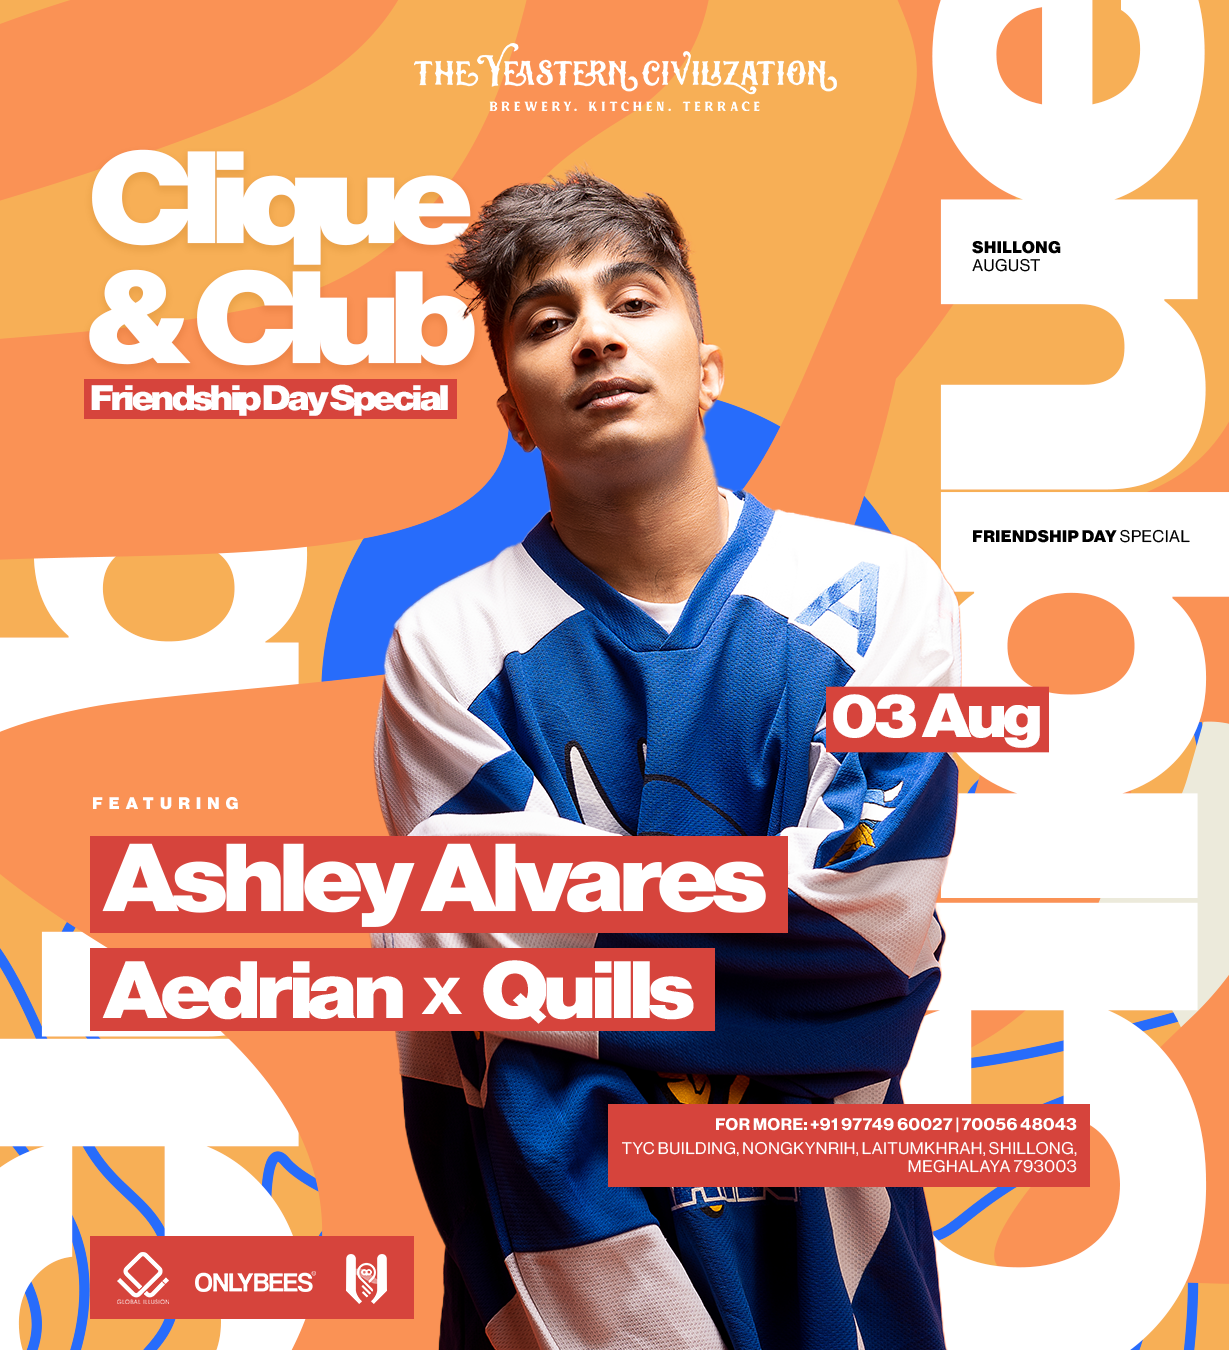 THE YEASTERN CIVILIZATION
BREWERY. KITCHEN. TERRACE
Clique
& Club
Friendship Day Special
SHILLONG
AUGUST
FRIENDSHIP DAY SPECIAL
A
03 Aug
FEATURING
Ashley Alvares
Aedrian x Quills
FOR MORE: +91 97749 60027 | 70056 48043
TYC BUILDING, NONGKYNRIH, LAITUMKHRAH, SHILLONG,
MEGHALAYA 793003
GLOBAL ILLUSION
ONLYBEES